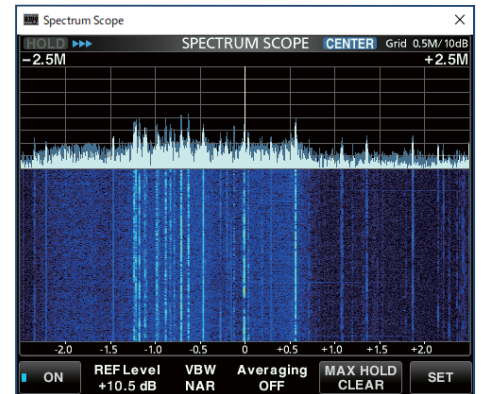 Spectrum Scope
HOLD SPECTRUM SCOPE CENTER Grid 0.5M/10dB
−2.5M +2.5M
-2.0 -1.5 -1.0 -0.5 0 +0.5 +1.0 +1.5 +2.0
ON REF Level +10.5 dB VBW NAR Averaging OFF MAX HOLD CLEAR SET